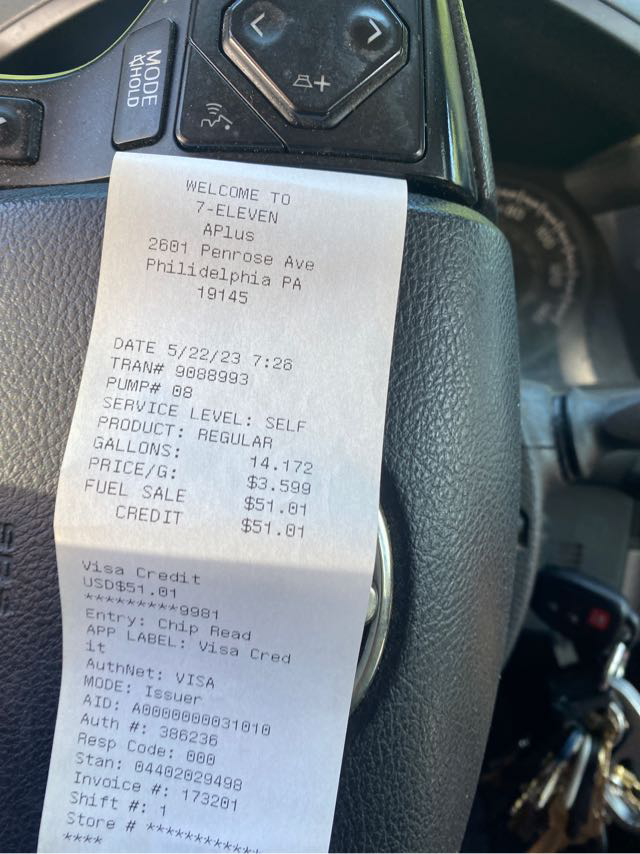 MODE
HOLD
WELCOME TO
7-ELEVEN
APlus
2601 Penrose Ave
Philidelphia PA
19145
DATE 5/22/23 7:26
TRAN# 9088993
PUMP# 08
SERVICE LEVEL: SELF
PRODUCT: REGULAR
GALLONS: 14.172
PRICE/G: $3.599
FUEL SALE $51.01
CREDIT $51.01
Visa Credit
USD$51.01
*********9981
Entry: Chip Read
APP LABEL: Visa Cred
it
AuthNet: VISA
MODE: Issuer
AID: A0000000031010
Auth #: 386236
Resp Code: 000
Stan: 04402029498
Invoice #: 173201
Shift #: 1
Store # ************
****